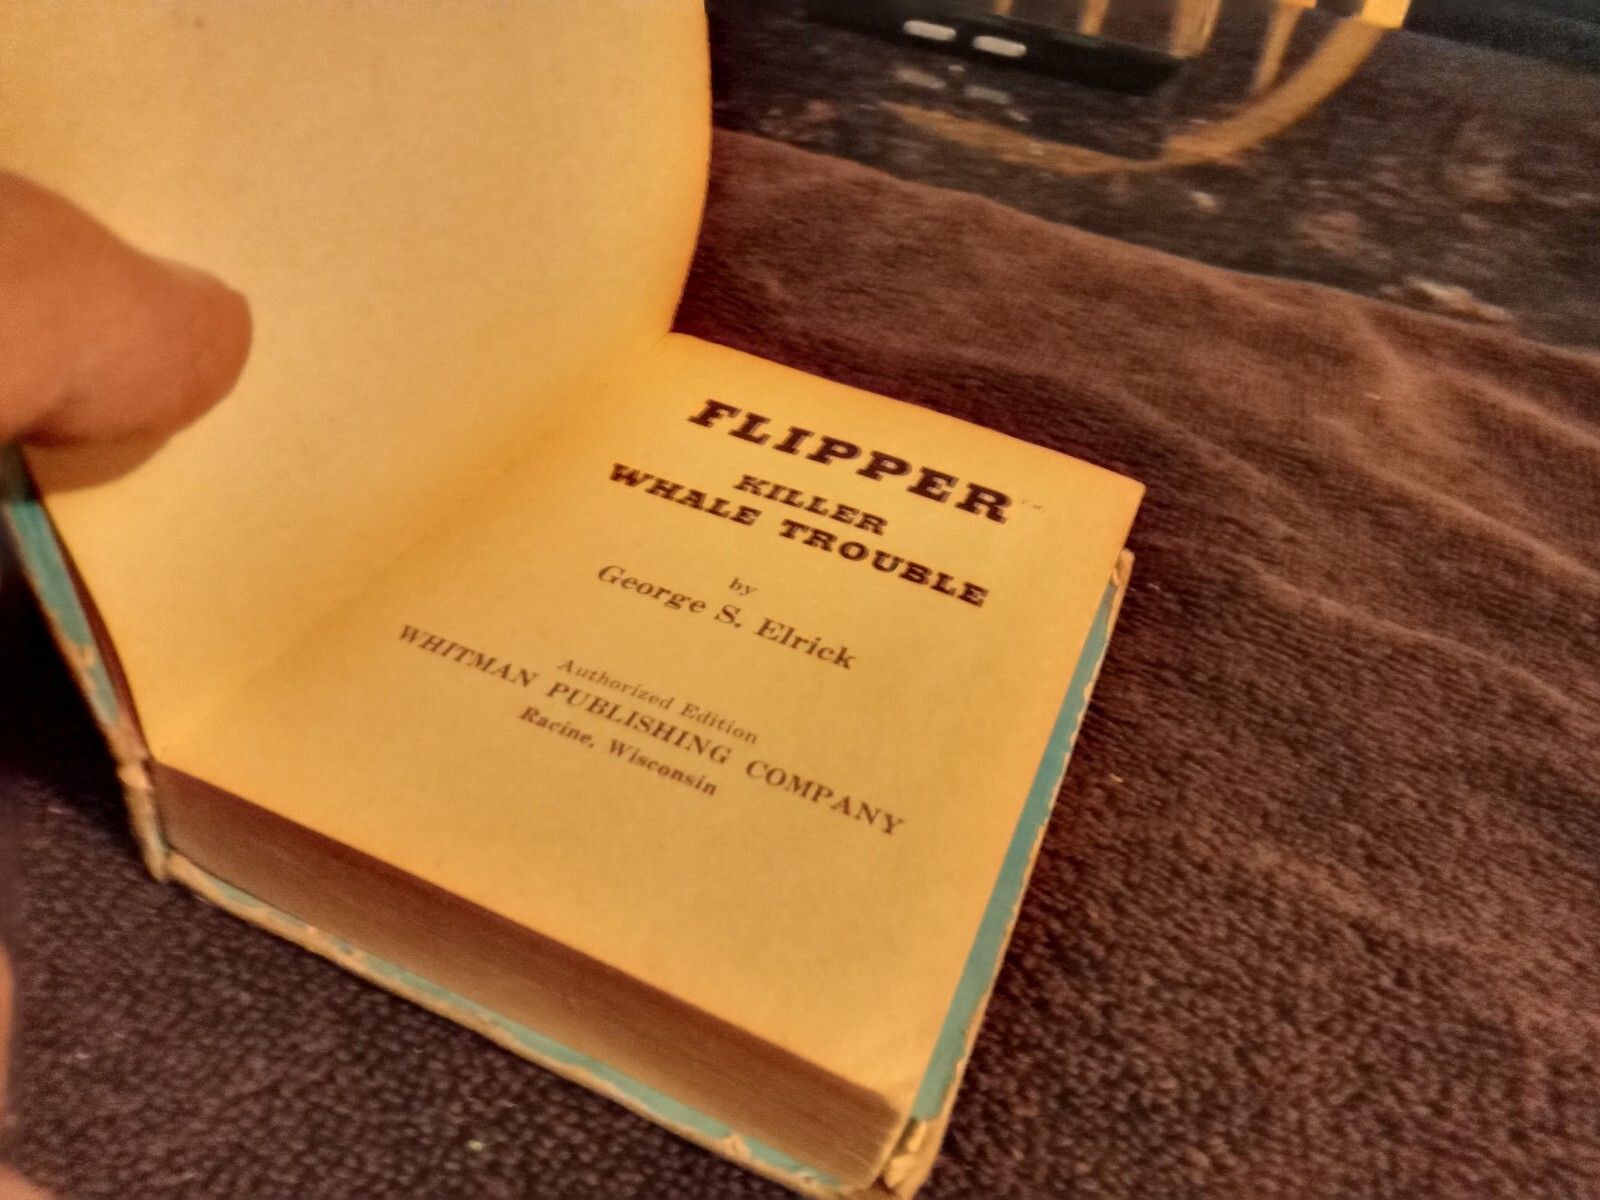 FLIPPER™
KILLER
WHALE TROUBLE
by
George S. Elrick
Authorized Edition
WHITMAN PUBLISHING COMPANY
Racine, Wisconsin